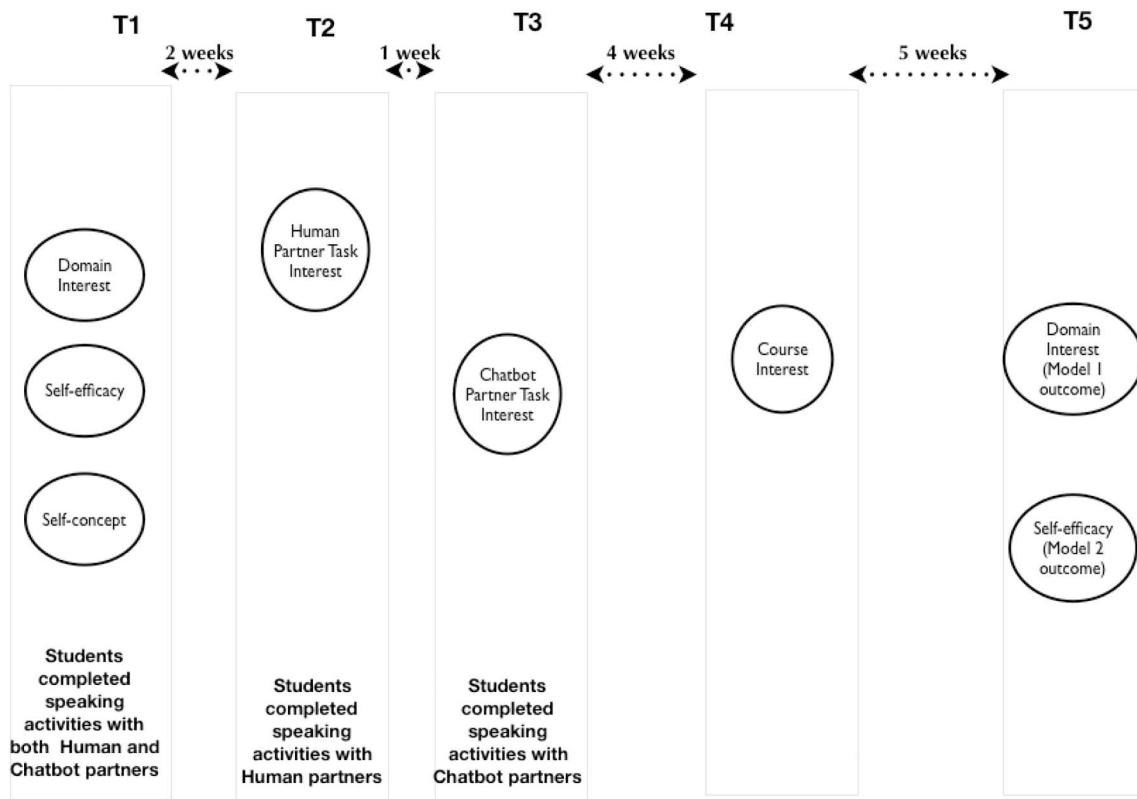 T1
T2
T3
T4
T5
2 weeks
1 week
4 weeks
5 weeks
Domain
Interest
Self-efficacy
Self-concept
Students
completed
speaking
activities with
both Human and
Chatbot partners
Human
Partner Task
Interest
Students
completed
speaking
activities with
Human partners
Chatbot
Partner Task
Interest
Students
completed
speaking
activities with
Chatbot partners
Course
Interest
Domain
Interest
(Model 1
outcome)
Self-efficacy
(Model 2
outcome)